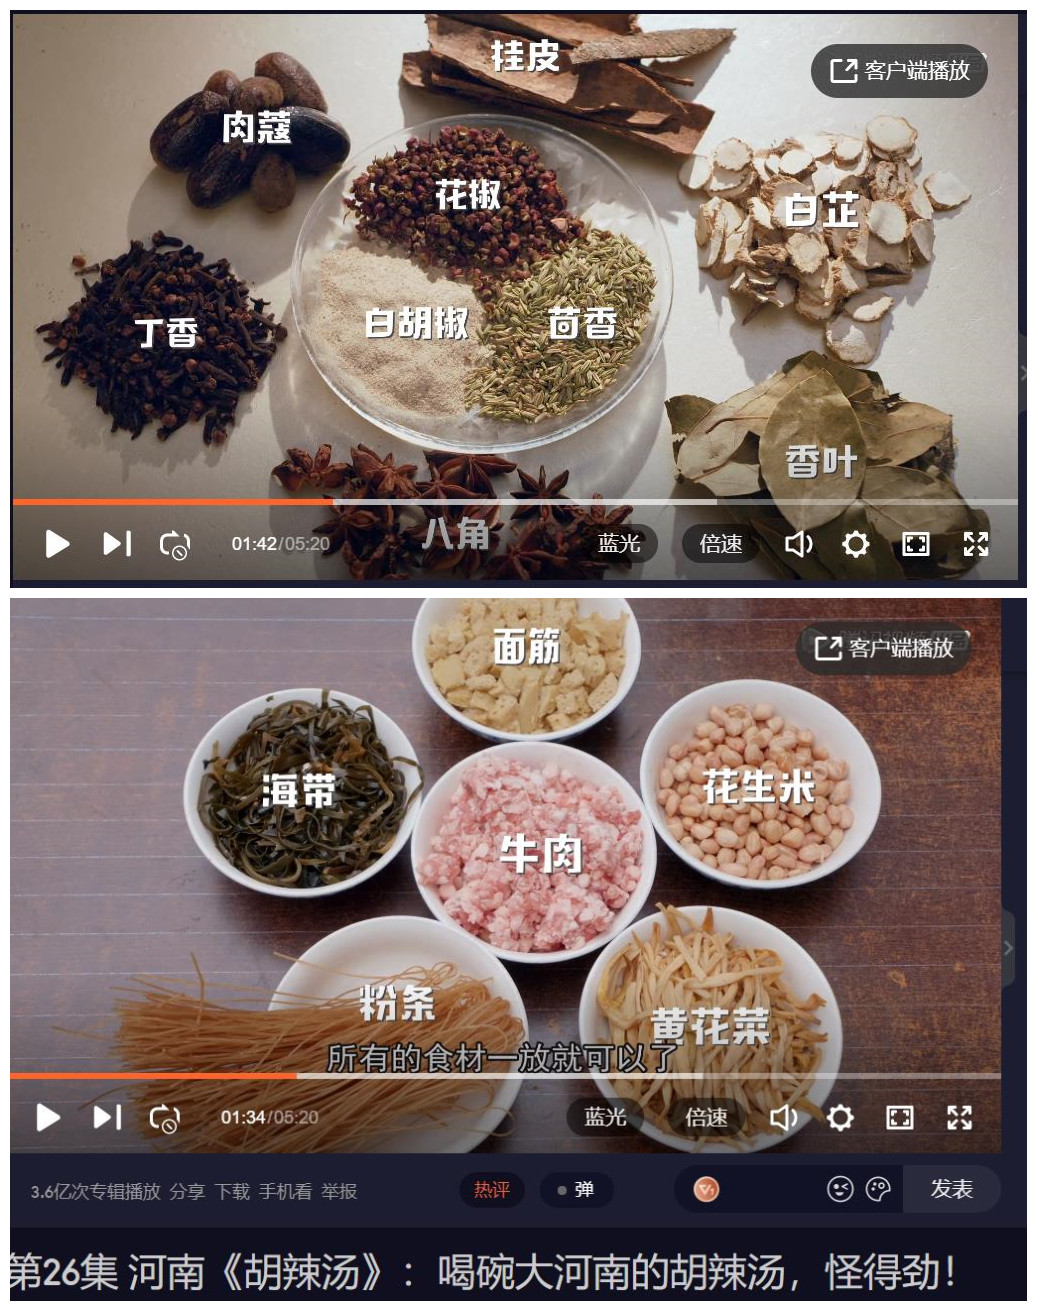 挂皮
客户端播放
肉蔻
花椒
白芷
白胡椒
茴香
丁香
香叶
八角
01:42/05:20
蓝光
倍速
面筋
客户端播放
海带
花生米
牛肉
粉条
黄花菜
所有的食材一放就可以了
01:34/05:20
蓝光
倍速
3.6亿次专辑播放 分享 下载 手机看 举报
热评
弹
发表
第26集 河南《胡辣汤》：喝碗大河南的胡辣汤，怪得劲！